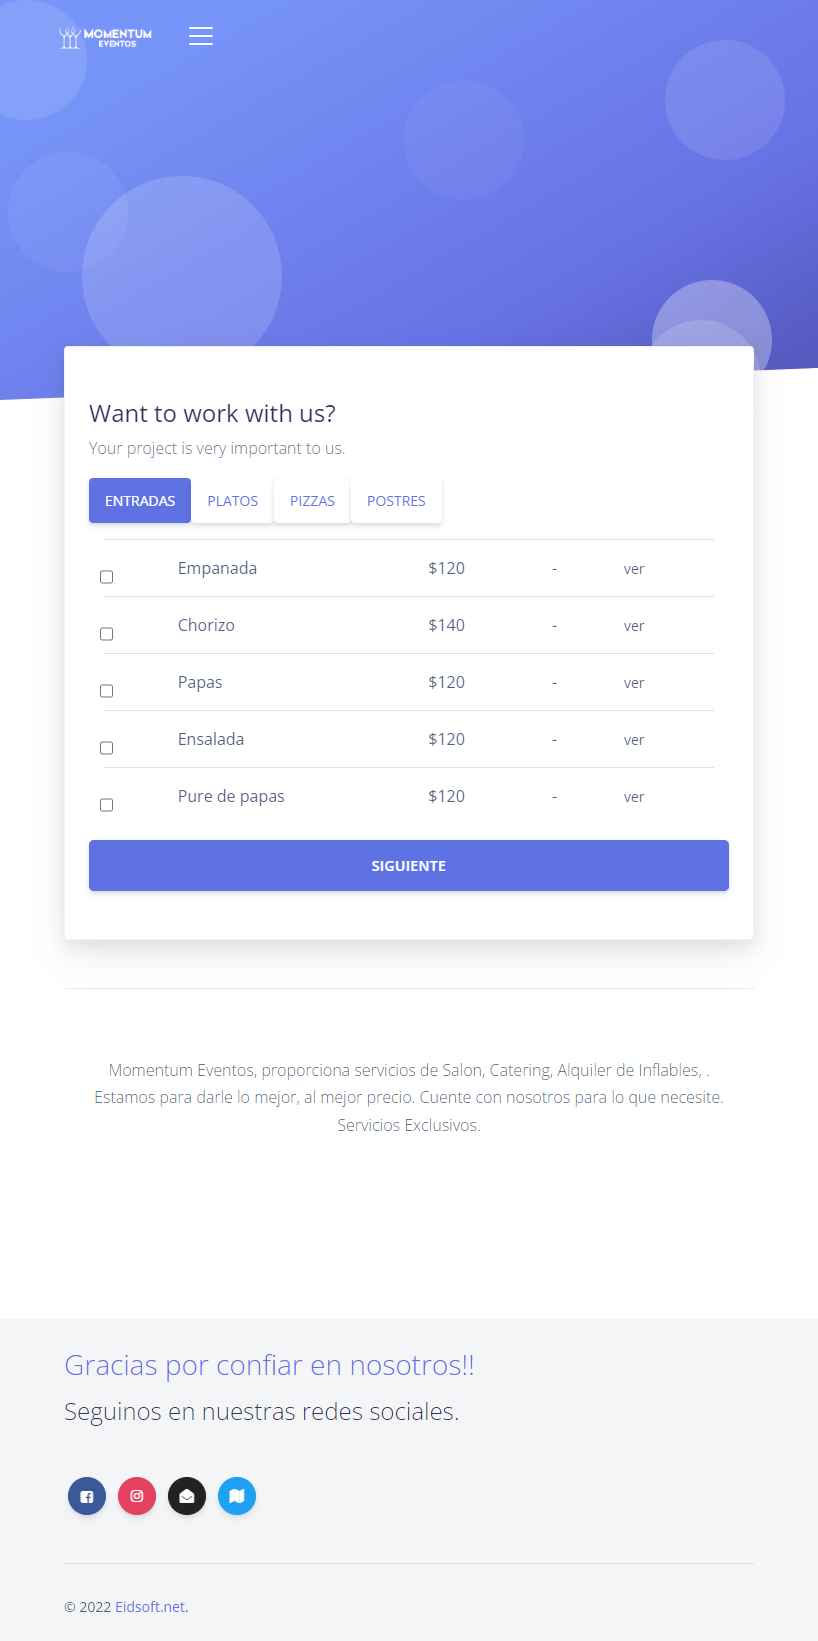 MOMENTUM
EVENTOS
Want to work with us?
Your project is very important to us.
ENTRADAS PLATOS PIZZAS POSTRES
Empanada $120 - ver
Chorizo $140 - ver
Papas $120 - ver
Ensalada $120 - ver
Pure de papas $120 - ver
SIGUIENTE
Momentum Eventos, proporciona servicios de Salon, Catering, Alquiler de Inflables, .
Estamos para darle lo mejor, al mejor precio. Cuente con nosotros para lo que necesite.
Servicios Exclusivos.
Gracias por confiar en nosotros!!
Seguinos en nuestras redes sociales.
© 2022 Eidsoft.net.